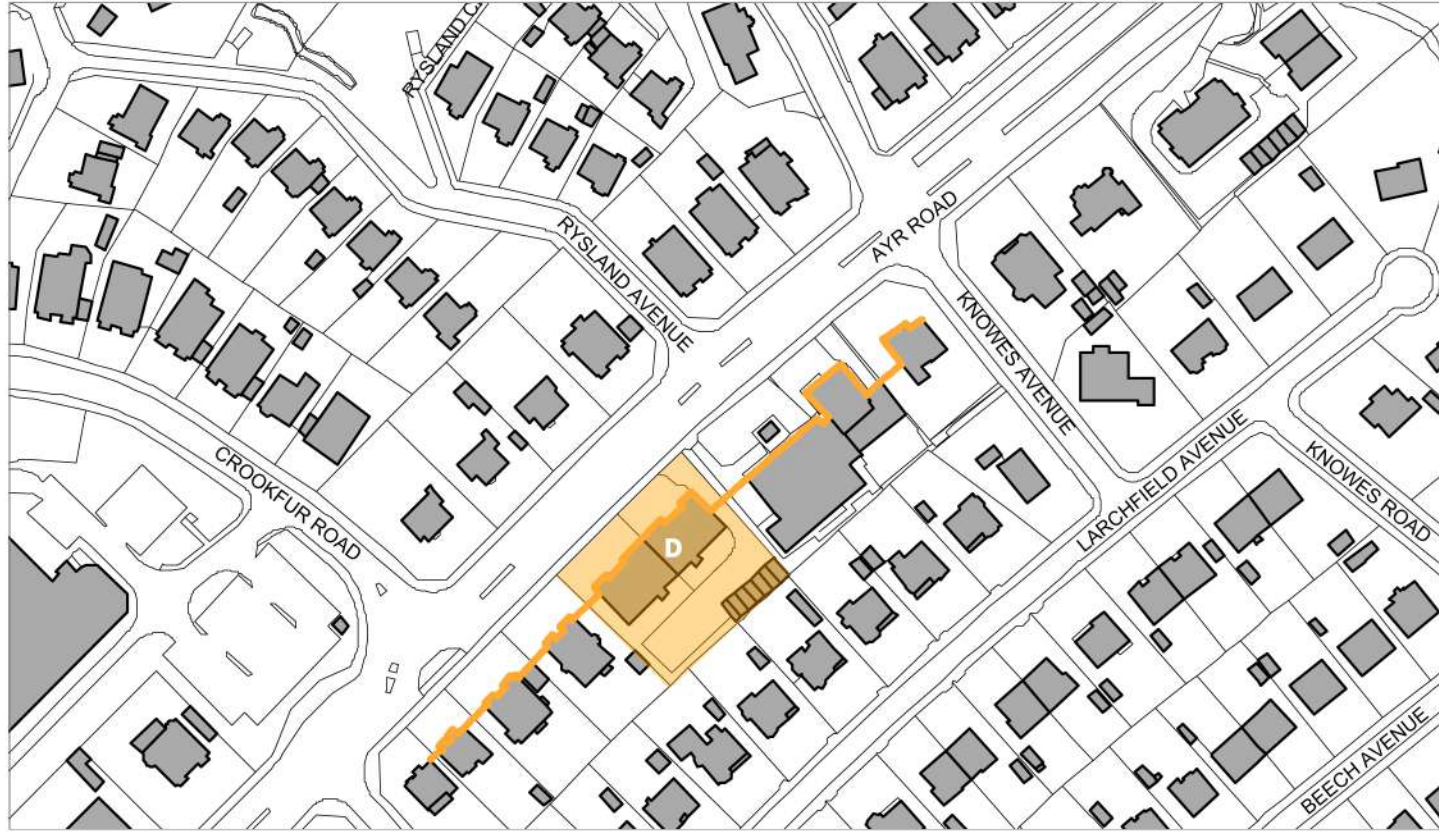 RYSLAND
RYSLAND AVENUE
AYR ROAD
KNOWES AVENUE
CROOKFUR ROAD
LARCHFIELD AVENUE
KNOWES ROAD
D
BEECH AVENUE